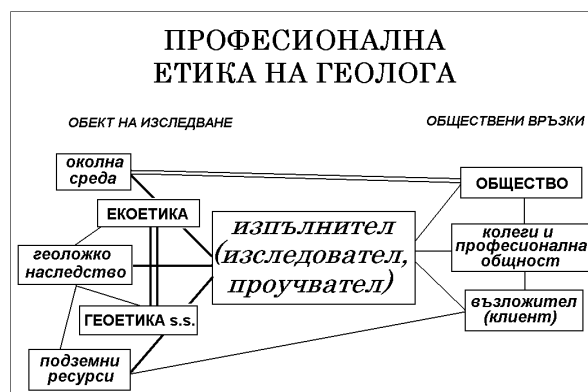 ПРОФЕСИОНАЛНА
ЕТИКА НА ГЕОЛОГА
ОБЕКТ НА ИЗСЛЕДВАНЕ
ОБЩЕСТВЕНИ ВРЪЗКИ
околна
среда
ЕКОЕТИКА
геоложко
наследство
ГЕОЕТИКА s.s.
подземни
ресурси
изпълнител
(изследовател,
проучвател)
ОБЩЕСТВО
колеги и
професионална
общност
възложител
(клиент)